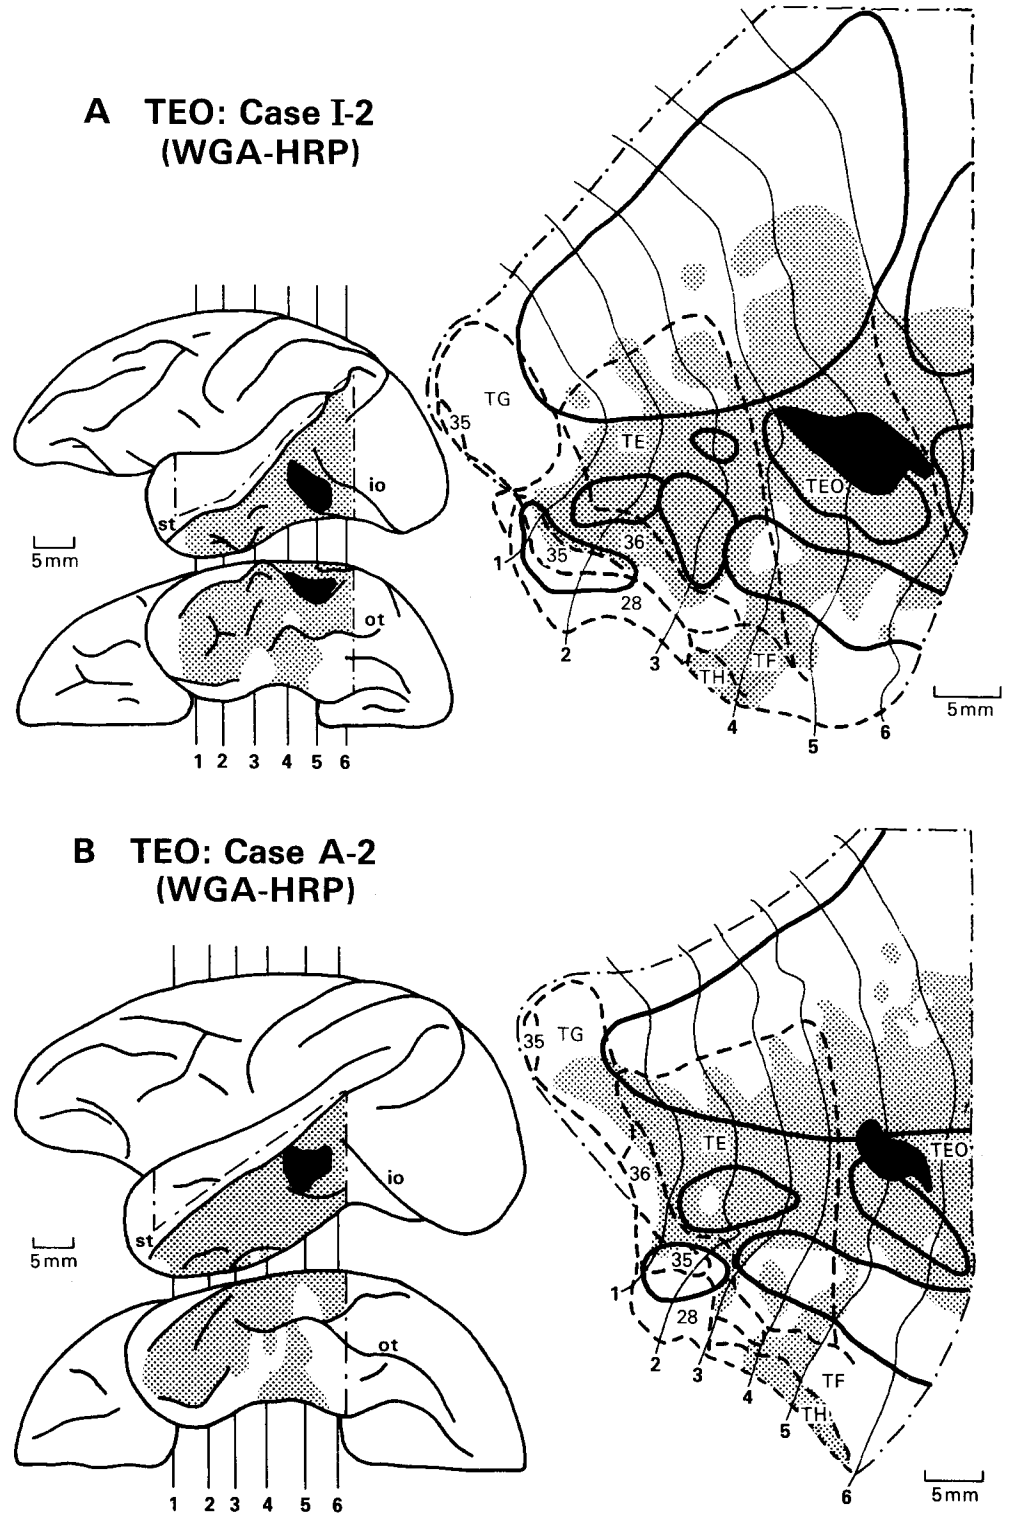 A TEO: Case I-2
(WGA-HRP)
TG
35
TE
TEO
36
35
28
TF
TH
1
2
3
4
5
6
5mm
st
io
5mm
ot
1 2 3 4 5 6
B TEO: Case A-2
(WGA-HRP)
35
TG
TE
TEO
36
35
28
TF
TH
1
2
3
4
5
6
5mm
st
io
5mm
ot
1 2 3 4 5 6